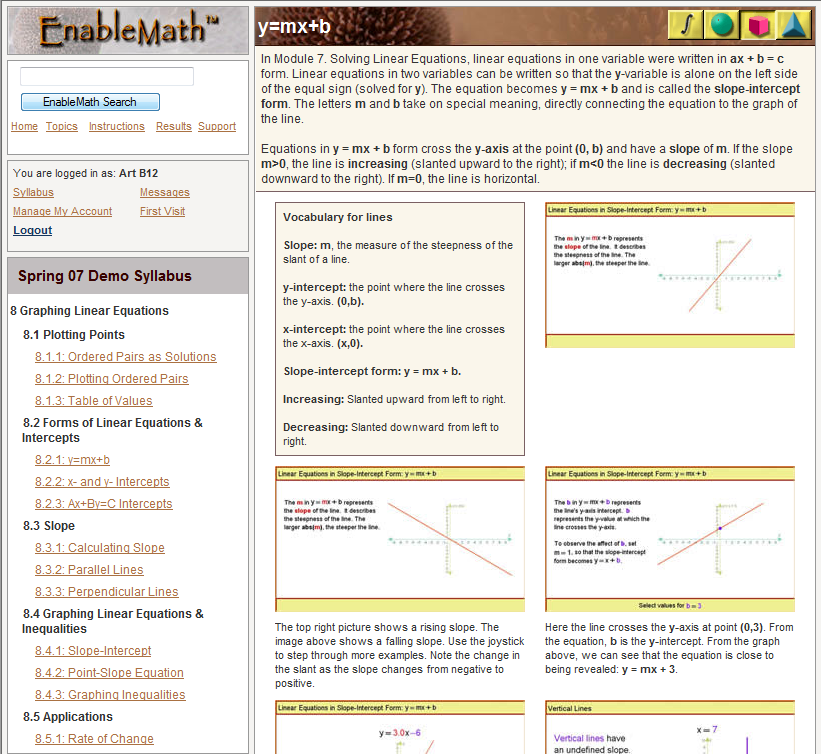 EnableMath™
EnableMath Search
Home Topics Instructions Results Support
You are logged in as: Art B12
Syllabus Messages
Manage My Account First Visit
Logout
Spring 07 Demo Syllabus
8 Graphing Linear Equations
8.1 Plotting Points
8.1.1: Ordered Pairs as Solutions
8.1.2: Plotting Ordered Pairs
8.1.3: Table of Values
8.2 Forms of Linear Equations &
Intercepts
8.2.1: y=mx+b
8.2.2: x- and y- Intercepts
8.2.3: Ax+By=C Intercepts
8.3 Slope
8.3.1: Calculating Slope
8.3.2: Parallel Lines
8.3.3: Perpendicular Lines
8.4 Graphing Linear Equations &
Inequalities
8.4.1: Slope-Intercept
8.4.2: Point-Slope Equation
8.4.3: Graphing Inequalities
8.5 Applications
8.5.1: Rate of Change
y=mx+b
∫
In Module 7. Solving Linear Equations, linear equations in one variable were written in ax + b = c
form. Linear equations in two variables can be written so that the y-variable is alone on the left side
of the equal sign (solved for y). The equation becomes y = mx + b and is called the slope-intercept
form. The letters m and b take on special meaning, directly connecting the equation to the graph of
the line.
Equations in y = mx + b form cross the y-axis at the point (0, b) and have a slope of m. If the slope
m>0, the line is increasing (slanted upward to the right); if m<0 the line is decreasing (slanted
downward to the right). If m=0, the line is horizontal.
Vocabulary for lines
Slope: m, the measure of the steepness of the
slant of a line.
y-intercept: the point where the line crosses
the y-axis. (0,b).
x-intercept: the point where the line crosses
the x-axis. (x,0).
Slope-intercept form: y = mx + b.
Increasing: Slanted upward from left to right.
Decreasing: Slanted downward from left to
right.
Linear Equations in Slope-Intercept Form: y = mx + b
The m in y = mx + b represents
the slope of the line. It describes
the steepness of the line. The
larger abs(m), the steeper the line.
Linear Equations in Slope-Intercept Form: y = mx + b
The m in y = mx + b represents
the slope of the line. It describes
the steepness of the line. The
larger abs(m), the steeper the line.
The top right picture shows a rising slope. The
image above shows a falling slope. Use the joystick
to step through more examples. Note the change in
the slant as the slope changes from negative to
positive.
Linear Equations in Slope-Intercept Form: y = mx + b
The b in y = mx + b represents
the line's y-axis intercept. b
represents the y-value at which the
line crosses the y-axis.
To observe the affect of b, set
m = 1, so that the slope-intercept
form becomes y = x + b.
Select values for b = 3
Here the line crosses the y-axis at point (0,3). From
the equation, b is the y-intercept. From the graph
above, we can see that the equation is close to
being revealed: y = mx + 3.
Linear Equations in Slope-Intercept Form: y = mx + b
y = 3.0x−6
Vertical Lines
x = 7
Vertical lines have
an undefined slope.